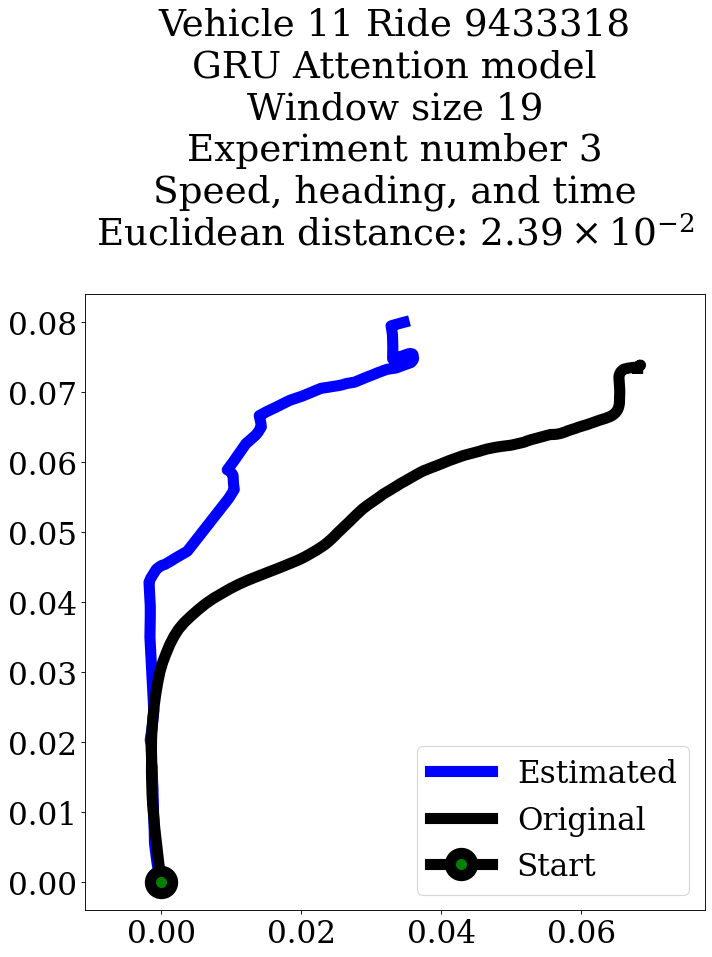 Vehicle 11 Ride 9433318
GRU Attention model
Window size 19
Experiment number 3
Speed, heading, and time
Euclidean distance: 2.39 × 10⁻²
0.08
0.07
0.06
0.05
0.04
0.03
0.02
0.01
0.00
Estimated
Original
Start
0.00 0.02 0.04 0.06